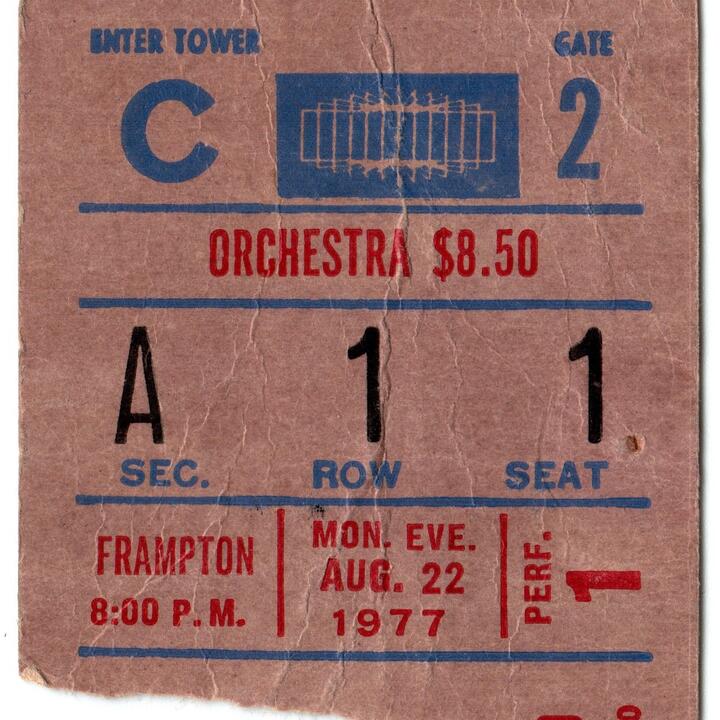 ENTER TOWER GATE
C 2
ORCHESTRA $8.50
A 1 1
SEC. ROW SEAT
FRAMPTON
8:00 P.M.
MON. EVE.
AUG. 22
1977
PERF. 1